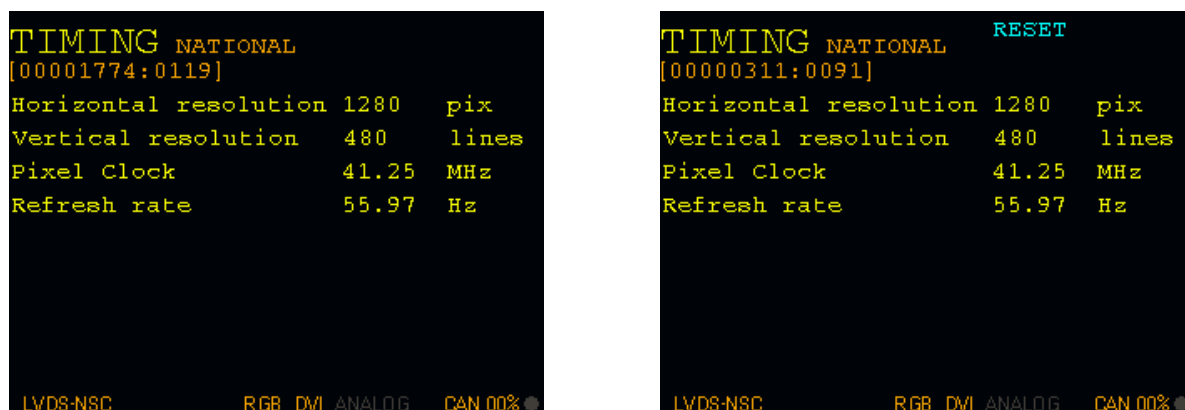 TIMING NATIONAL
[00001774:0119]
Horizontal resolution 1280 pix
Vertical resolution 480 lines
Pixel Clock 41.25 MHz
Refresh rate 55.97 Hz
LVDS-NSC RGB DVI ANALOG CAN 00%
TIMING NATIONAL RESET
[00000311:0091]
Horizontal resolution 1280 pix
Vertical resolution 480 lines
Pixel Clock 41.25 MHz
Refresh rate 55.97 Hz
LVDS-NSC RGB DVI ANALOG CAN 00%